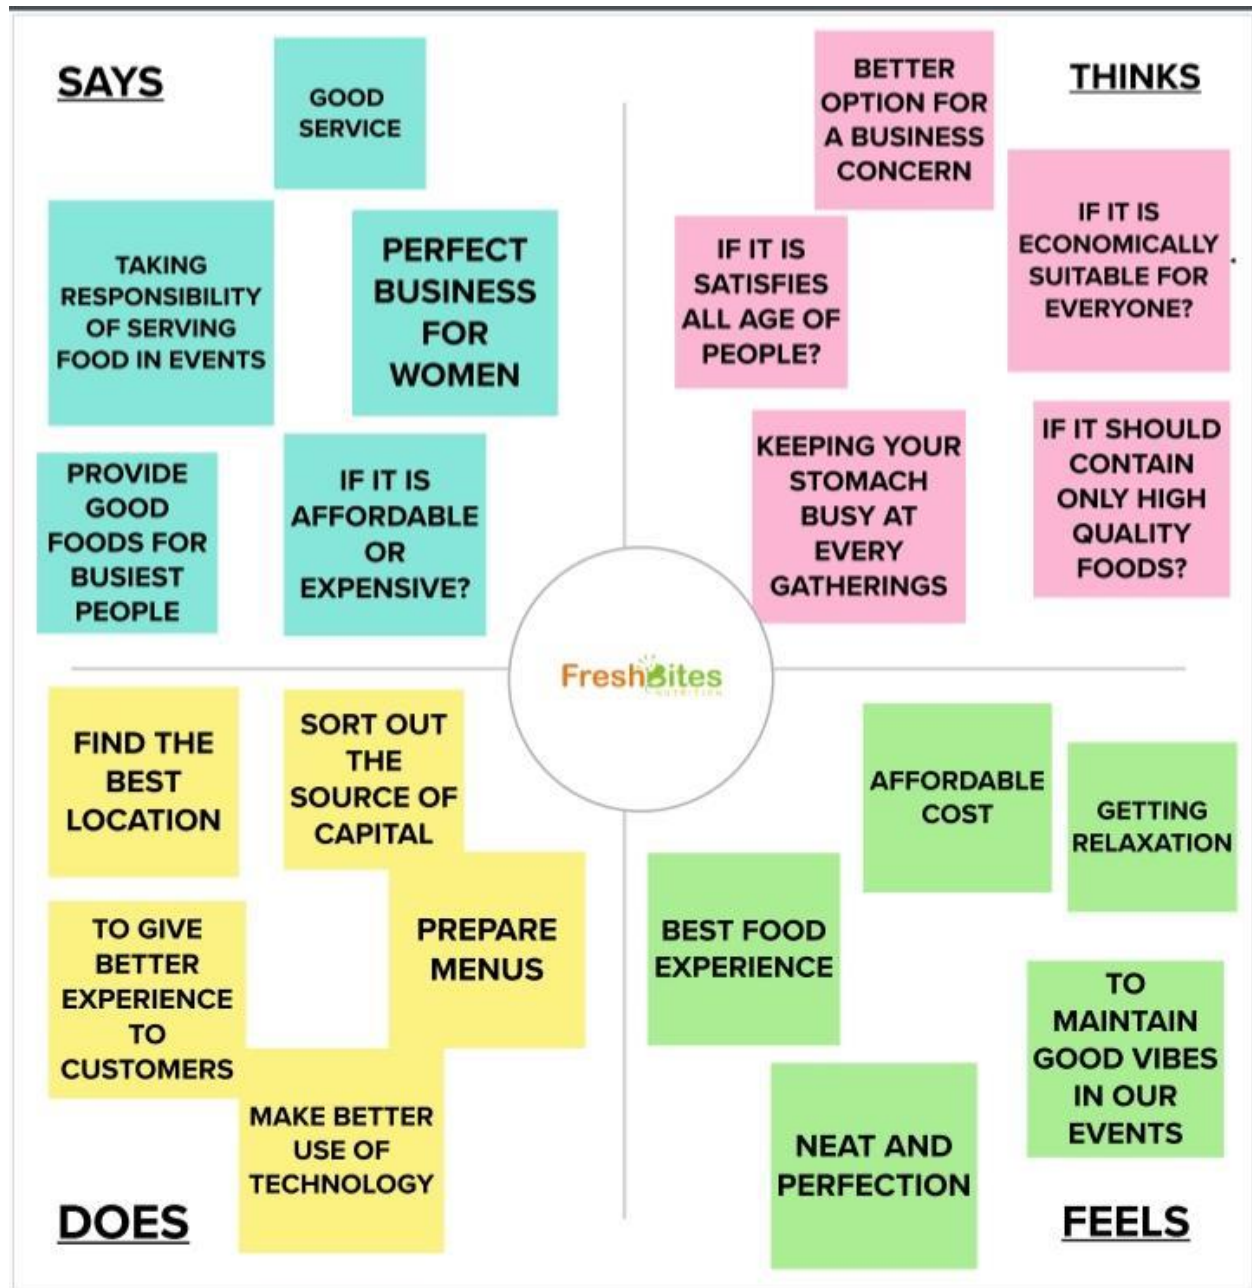 SAYS
GOOD
SERVICE
TAKING
RESPONSIBILITY
OF SERVING
FOOD IN EVENTS
PERFECT
BUSINESS
FOR
WOMEN
PROVIDE
GOOD
FOODS FOR
BUSIEST
PEOPLE
IF IT IS
AFFORDABLE
OR
EXPENSIVE?
THINKS
BETTER
OPTION FOR
A BUSINESS
CONCERN
IF IT IS
ECONOMICALLY
SUITABLE FOR
EVERYONE?
IF IT IS
SATISFIES
ALL AGE OF
PEOPLE?
KEEPING YOUR
STOMACH
BUSY AT
EVERY
GATHERINGS
IF IT SHOULD
CONTAIN
ONLY HIGH
QUALITY
FOODS?
FreshBites
NUTRITION
FIND THE
BEST
LOCATION
SORT OUT
THE
SOURCE OF
CAPITAL
TO GIVE
BETTER
EXPERIENCE
TO
CUSTOMERS
PREPARE
MENUS
MAKE BETTER
USE OF
TECHNOLOGY
DOES
AFFORDABLE
COST
GETTING
RELAXATION
BEST FOOD
EXPERIENCE
TO
MAINTAIN
GOOD VIBES
IN OUR
EVENTS
NEAT AND
PERFECTION
FEELS